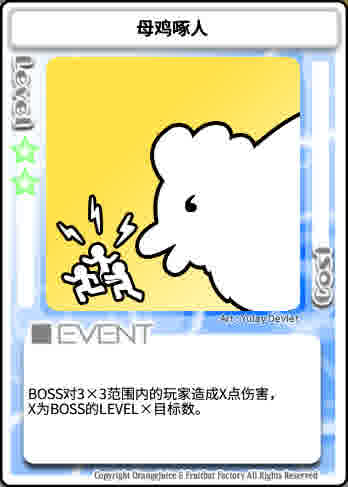 母鸡啄人
Level
Cost
Art : Yulay Devlet
EVENT
BOSS对3×3范围内的玩家造成X点伤害，
X为BOSS的LEVEL×目标数。
Copyright OrangeJuice & Fruitbat Factory All Rights Reserved